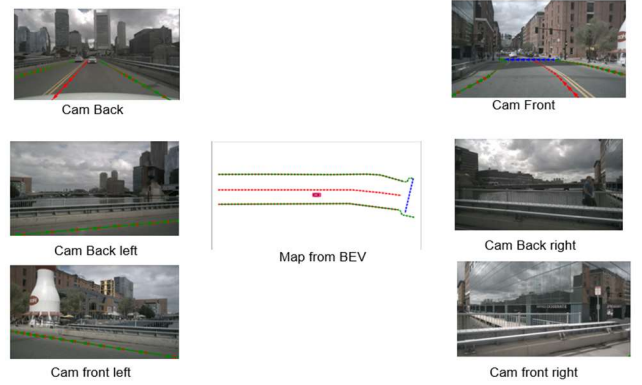 Cam Back
Cam Front
Cam Back left
Map from BEV
Cam Back right
Cam front left
Cam front right